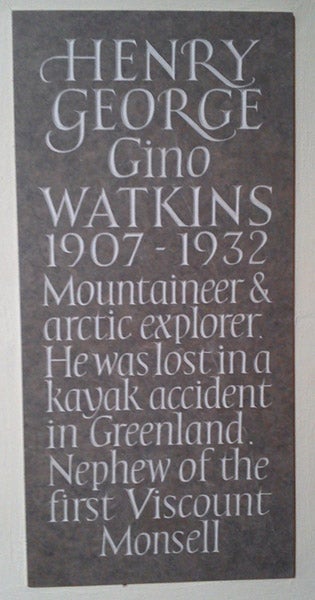 HENRY
GEORGE
Gino
WATKINS
1907 - 1932
Mountaineer &
arctic explorer.
He was lost in a
kayak accident
in Greenland.
Nephew of the
first Viscount
Monsell